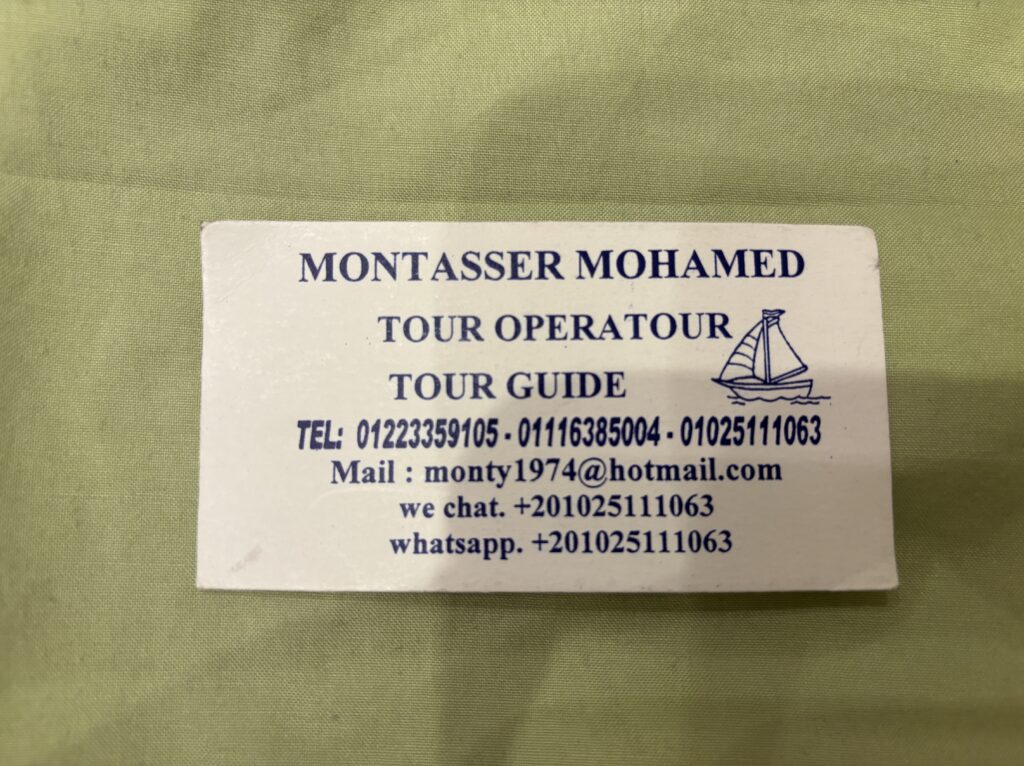 MONTASSER MOHAMED
TOUR OPERATOUR
TOUR GUIDE
TEL: 01223359105 - 01116385004 - 01025111063
Mail : monty1974@hotmail.com
we chat. +201025111063
whatsapp. +201025111063